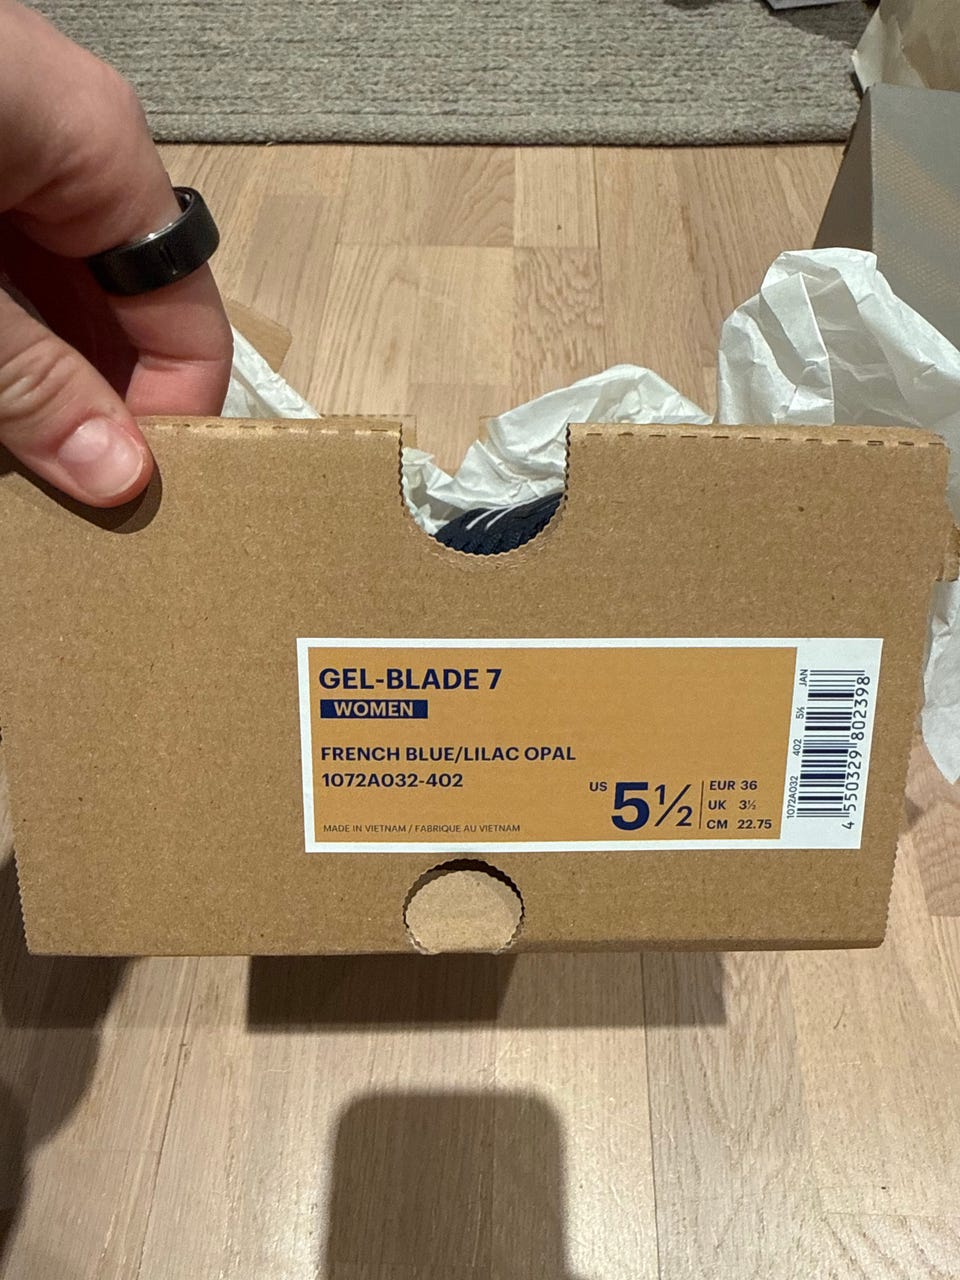 GEL-BLADE 7
WOMEN
FRENCH BLUE/LILAC OPAL
1072A032-402
US 5½
EUR 36
UK 3½
CM 22.75
MADE IN VIETNAM / FABRIQUE AU VIETNAM
1072A032 402 5½ JAN
4 550329 802398